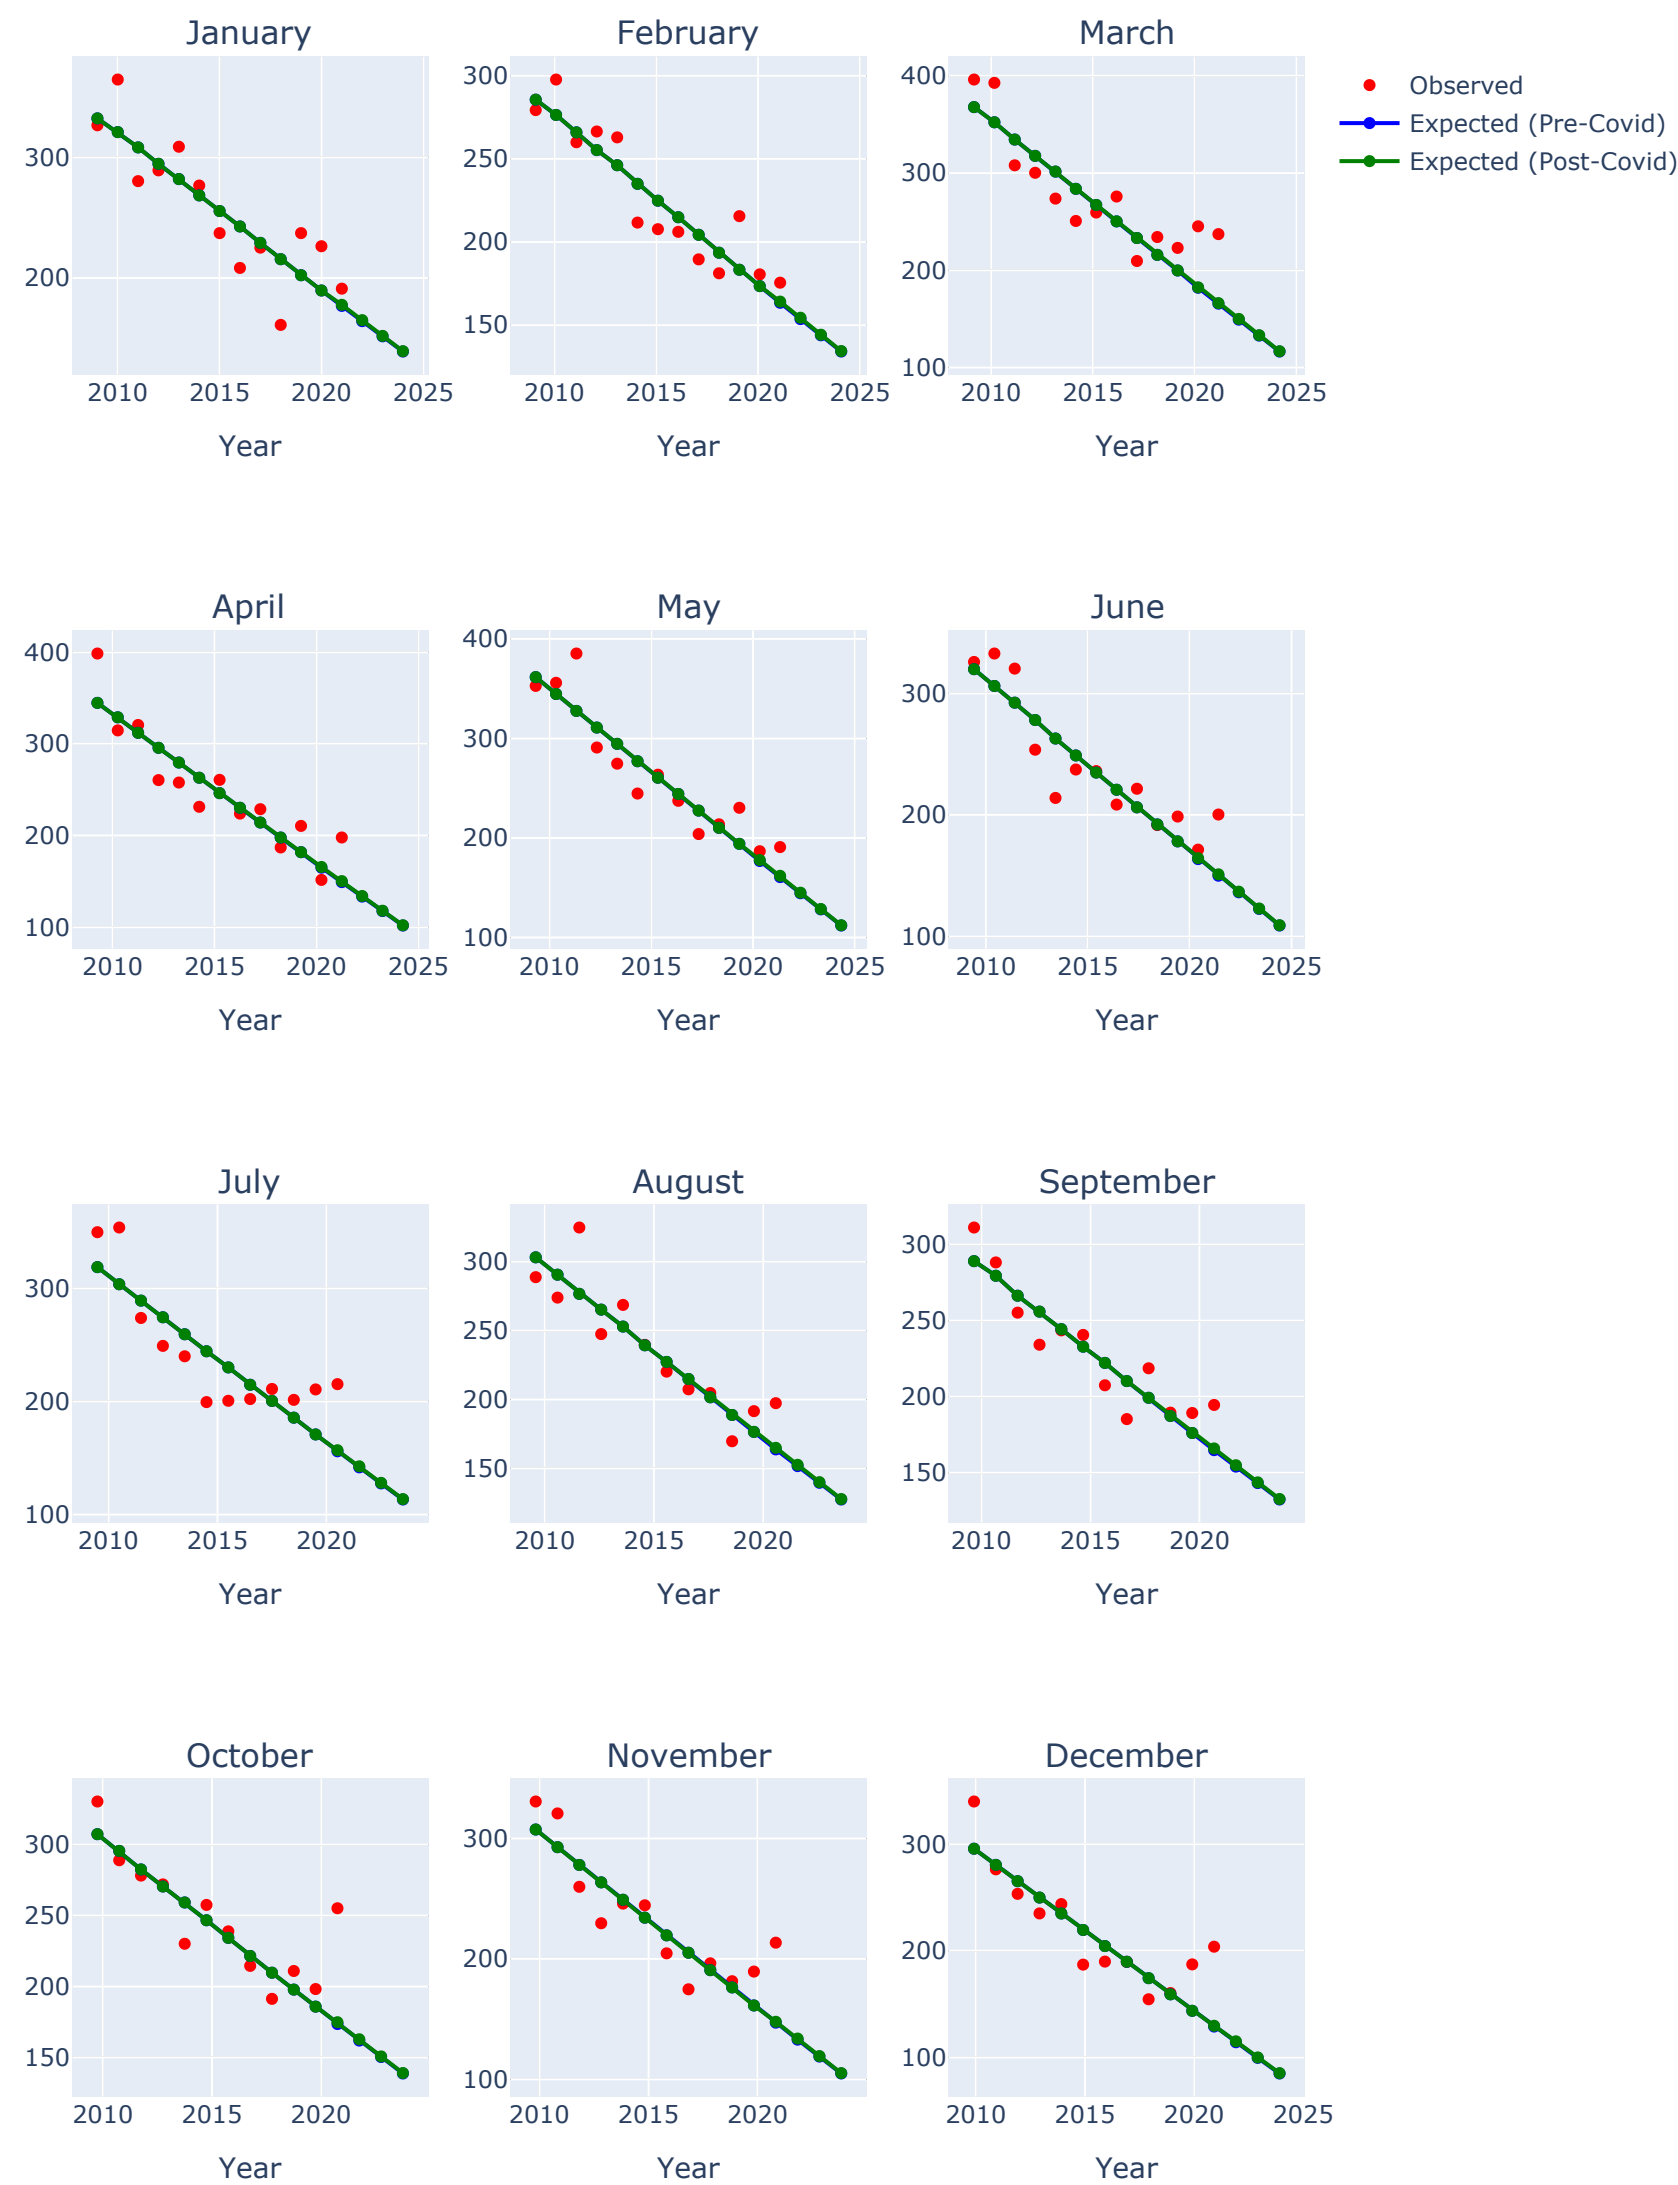 January February March
400
300
300
300
250
200
200
200
150
100
2010 2015 2020 2025 2010 2015 2020 2010 2015 2020 2025
Year Year Year
Observed
Expected (Pre-Covid)
Expected (Post-Covid)
April May June
400
400
300
300
300
200
200
200
100
100
100
2010 2015 2020 2025 2010 2015 2020 2025 2010 2015 2020 2025
Year Year Year
July August September
300
300
300
250
250
200
200
200
150
150
100
2010 2015 2020 2010 2015 2020 2010 2015 2020
Year Year Year
October November December
300
300
300
250
200
200
200
150
100
100
2010 2015 2020 2010 2015 2020 2010 2015 2020 2025
Year Year Year